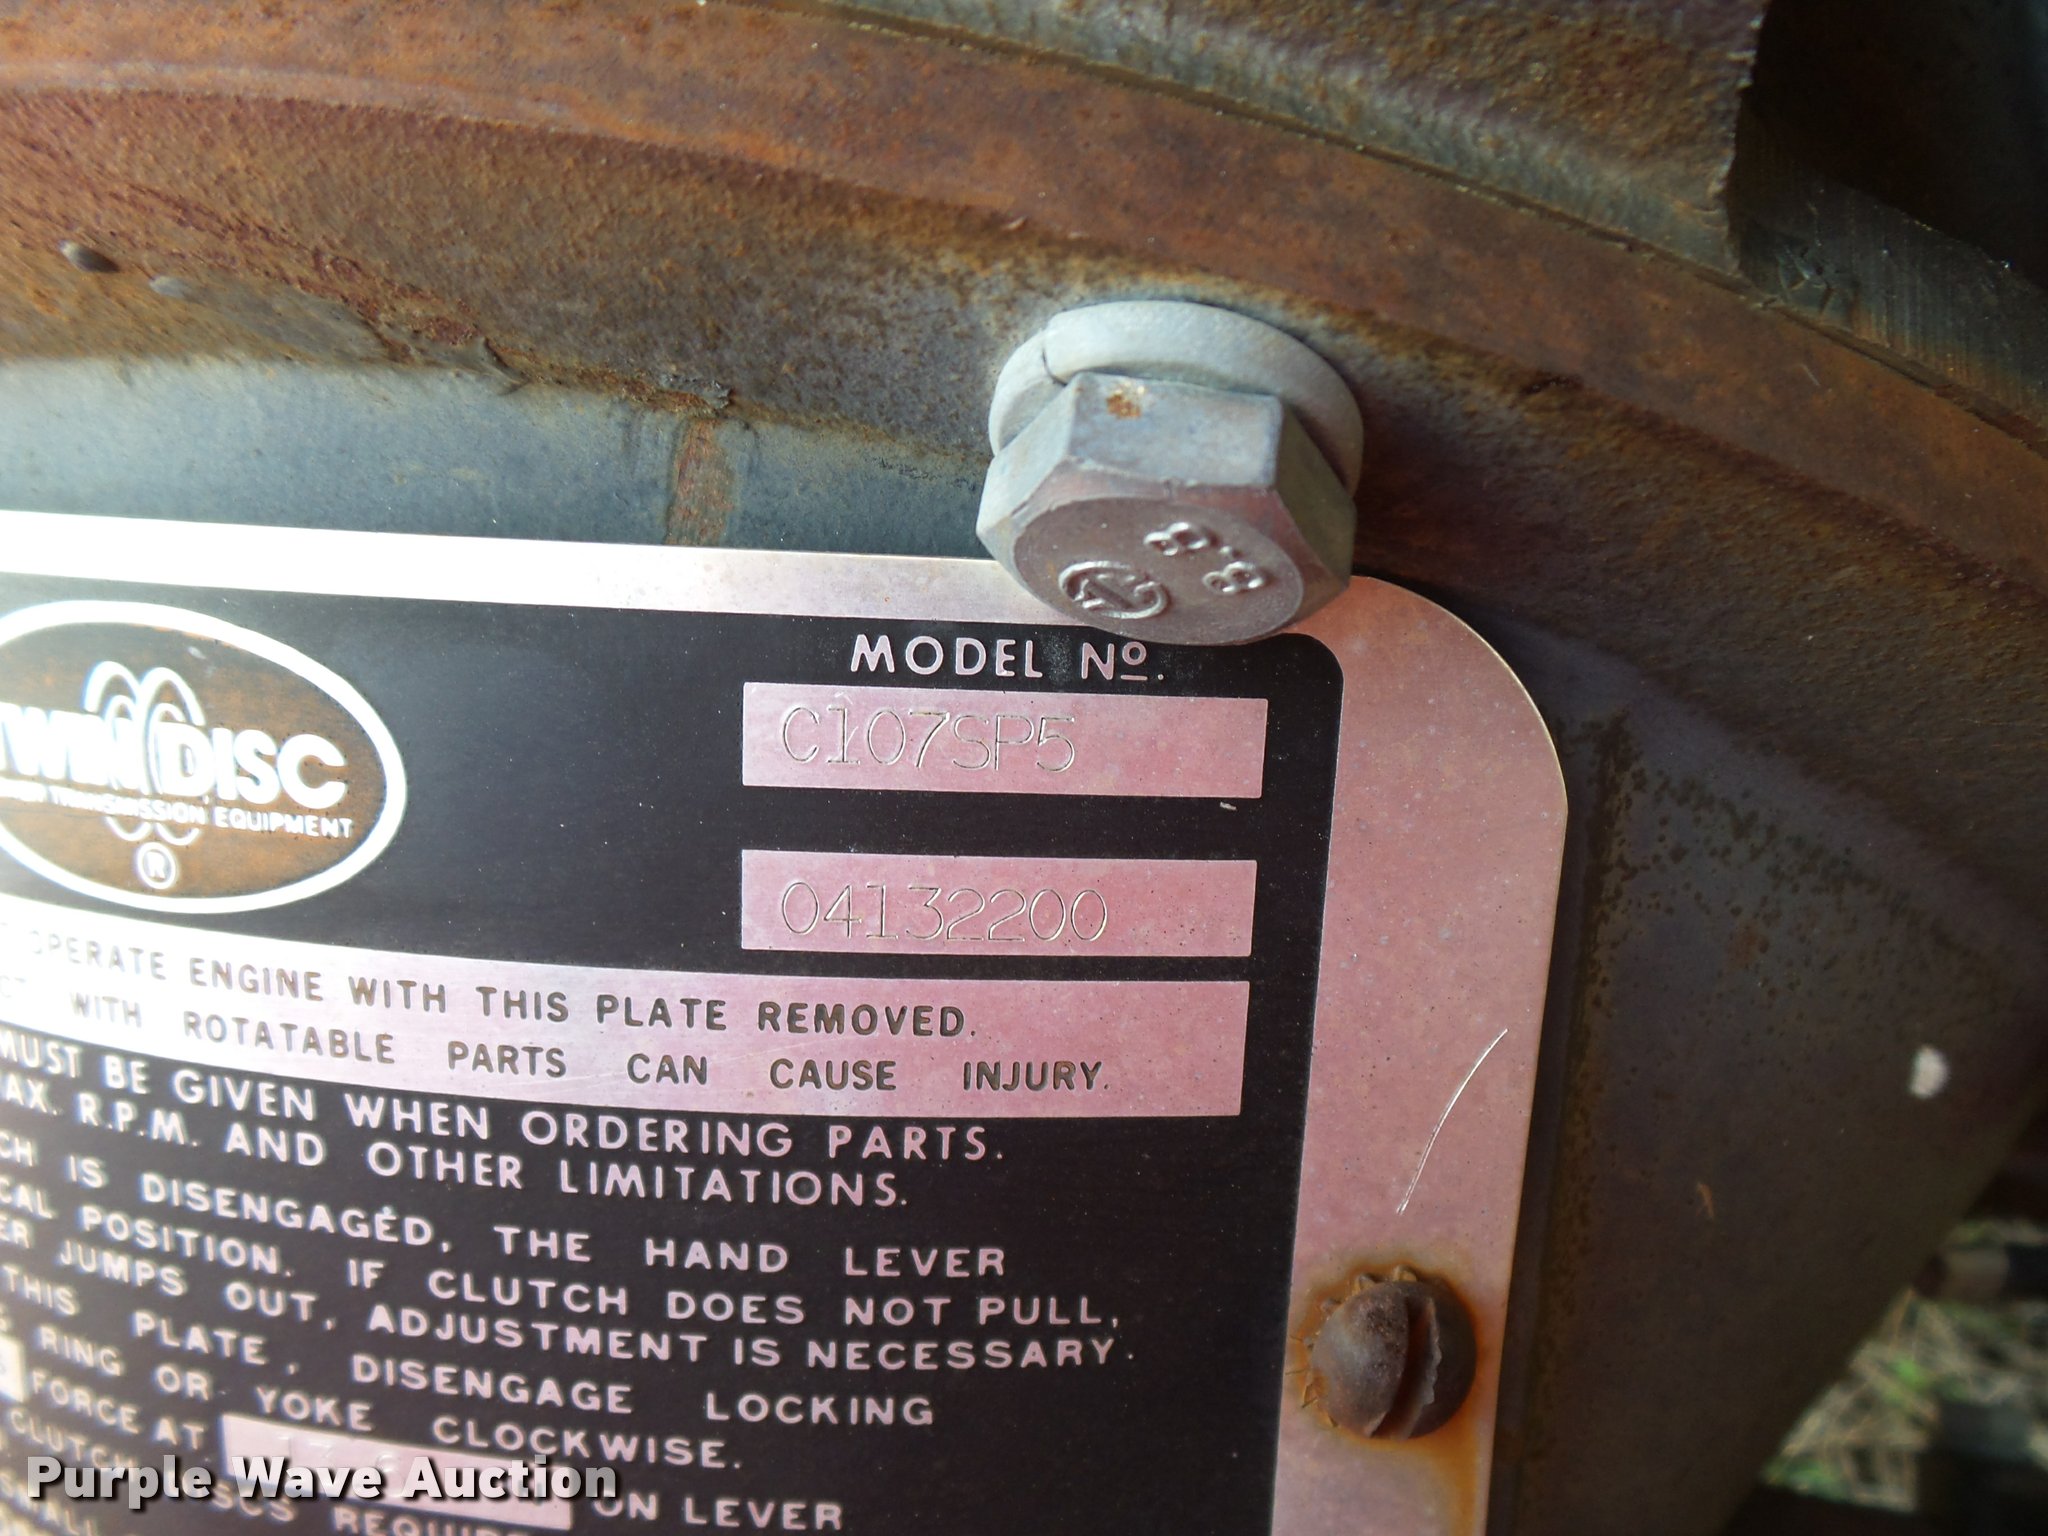 8.8
MODEL Nº.
C107SP5
TWIN DISC
TRANSMISSION EQUIPMENT
®
04132200
OPERATE ENGINE WITH THIS PLATE REMOVED.
WITH ROTATABLE PARTS CAN CAUSE INJURY.
MUST BE GIVEN WHEN ORDERING PARTS.
R.P.M. AND OTHER LIMITATIONS.
IS DISENGAGED, THE HAND LEVER
POSITION. IF CLUTCH DOES NOT PULL,
JUMPS OUT, ADJUSTMENT IS NECESSARY.
THIS PLATE, DISENGAGE LOCKING
RING OR YOKE CLOCKWISE.
FORCE AT
ON LEVER
CLUTCH
Purple Wave Auction